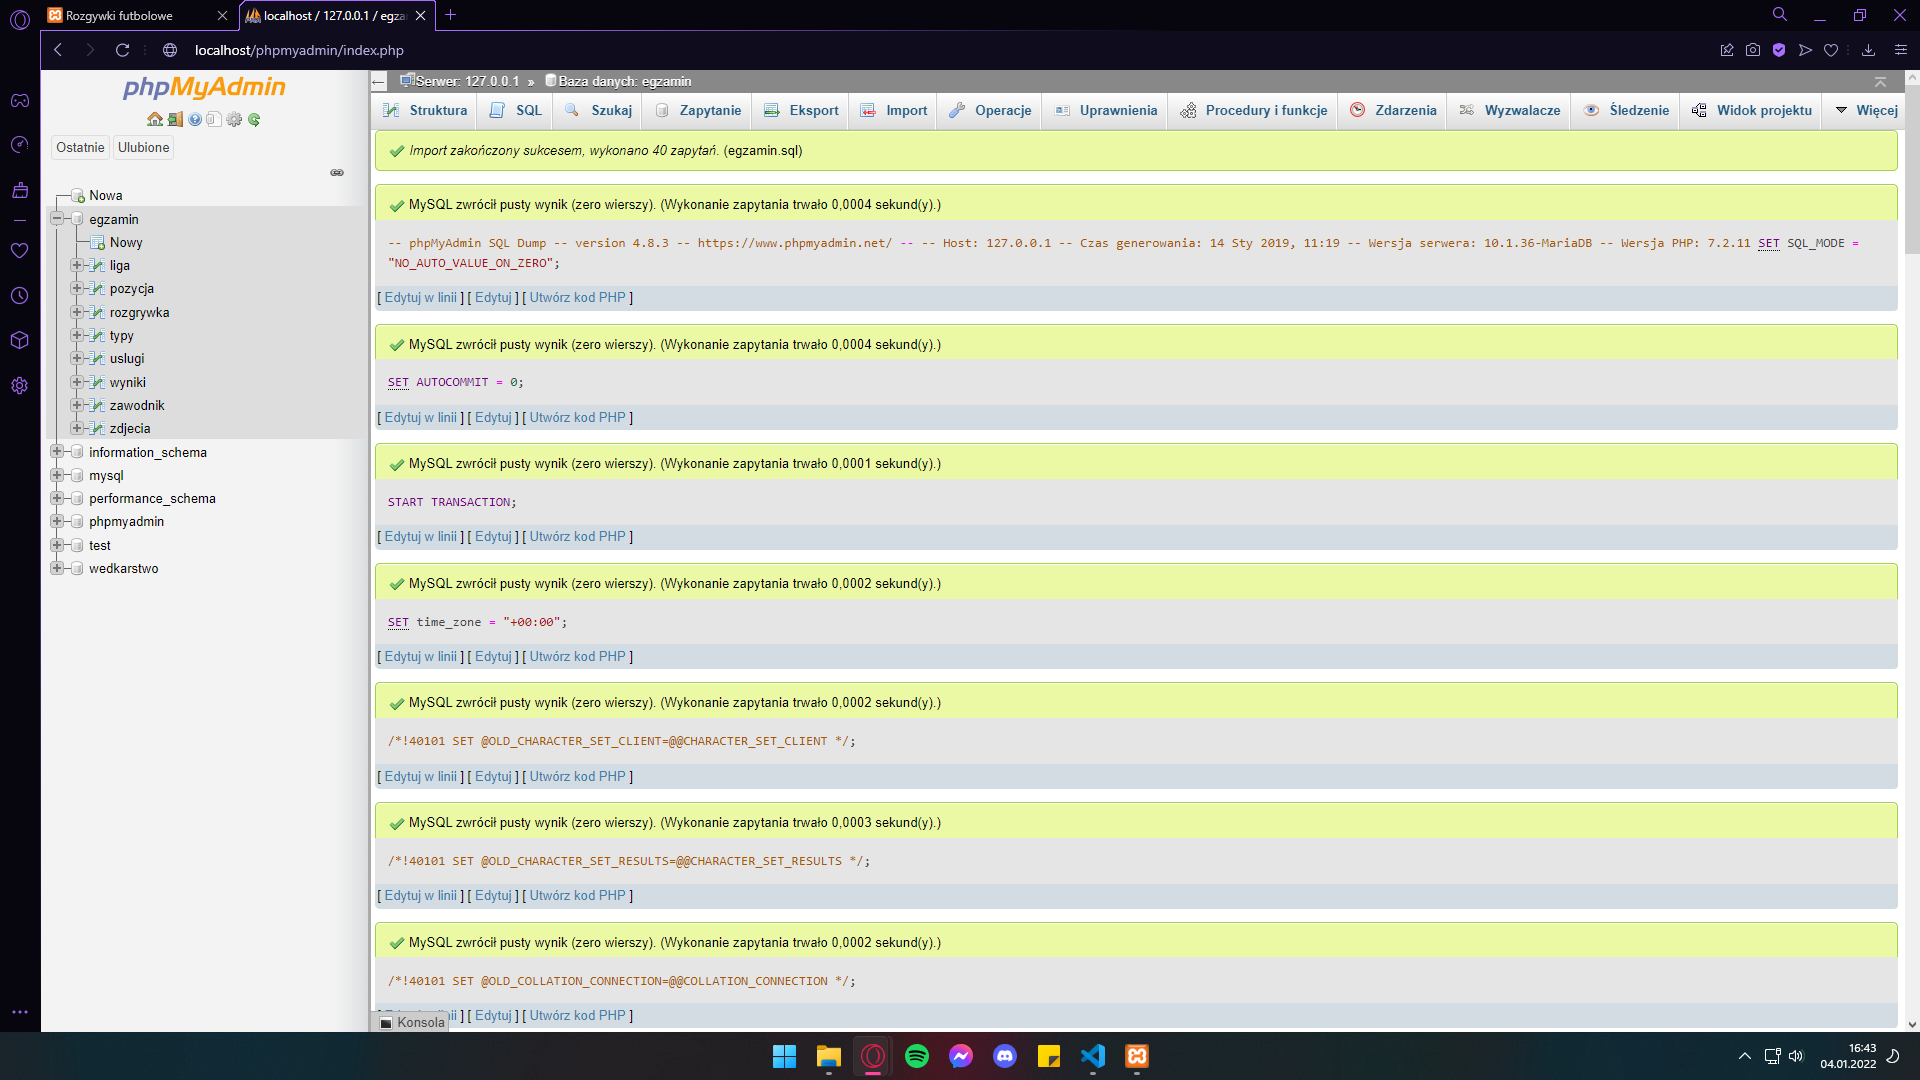 Rozgywki futbolowe
localhost / 127.0.0.1 / egza
localhost/phpmyadmin/index.php
phpMyAdmin
Ostatnie
Ulubione
Nowa
egzamin
Nowy
liga
pozycja
rozgrywka
typy
uslugi
wyniki
zawodnik
zdjecia
information_schema
mysql
performance_schema
phpmyadmin
test
wedkarstwo
Serwer: 127.0.0.1 » Baza danych: egzamin
Struktura SQL Szukaj Zapytanie Eksport Import Operacje Uprawnienia Procedury i funkcje Zdarzenia Wyzwalacze Śledzenie Widok projektu Więcej
Import zakończony sukcesem, wykonano 40 zapytań. (egzamin.sql)
MySQL zwrócił pusty wynik (zero wierszy). (Wykonanie zapytania trwało 0,0004 sekund(y).)
-- phpMyAdmin SQL Dump -- version 4.8.3 -- https://www.phpmyadmin.net/ -- -- Host: 127.0.0.1 -- Czas generowania: 14 Sty 2019, 11:19 -- Wersja serwera: 10.1.36-MariaDB -- Wersja PHP: 7.2.11 SET SQL_MODE =
"NO_AUTO_VALUE_ON_ZERO";
[ Edytuj w linii ] [ Edytuj ] [ Utwórz kod PHP ]
MySQL zwrócił pusty wynik (zero wierszy). (Wykonanie zapytania trwało 0,0004 sekund(y).)
SET AUTOCOMMIT = 0;
[ Edytuj w linii ] [ Edytuj ] [ Utwórz kod PHP ]
MySQL zwrócił pusty wynik (zero wierszy). (Wykonanie zapytania trwało 0,0001 sekund(y).)
START TRANSACTION;
[ Edytuj w linii ] [ Edytuj ] [ Utwórz kod PHP ]
MySQL zwrócił pusty wynik (zero wierszy). (Wykonanie zapytania trwało 0,0002 sekund(y).)
SET time_zone = "+00:00";
[ Edytuj w linii ] [ Edytuj ] [ Utwórz kod PHP ]
MySQL zwrócił pusty wynik (zero wierszy). (Wykonanie zapytania trwało 0,0002 sekund(y).)
/*!40101 SET @OLD_CHARACTER_SET_CLIENT=@@CHARACTER_SET_CLIENT */;
[ Edytuj w linii ] [ Edytuj ] [ Utwórz kod PHP ]
MySQL zwrócił pusty wynik (zero wierszy). (Wykonanie zapytania trwało 0,0003 sekund(y).)
/*!40101 SET @OLD_CHARACTER_SET_RESULTS=@@CHARACTER_SET_RESULTS */;
[ Edytuj w linii ] [ Edytuj ] [ Utwórz kod PHP ]
MySQL zwrócił pusty wynik (zero wierszy). (Wykonanie zapytania trwało 0,0002 sekund(y).)
/*!40101 SET @OLD_COLLATION_CONNECTION=@@COLLATION_CONNECTION */;
[ Edytuj ] [ Utwórz kod PHP ]
Konsola
16:43
04.01.2022